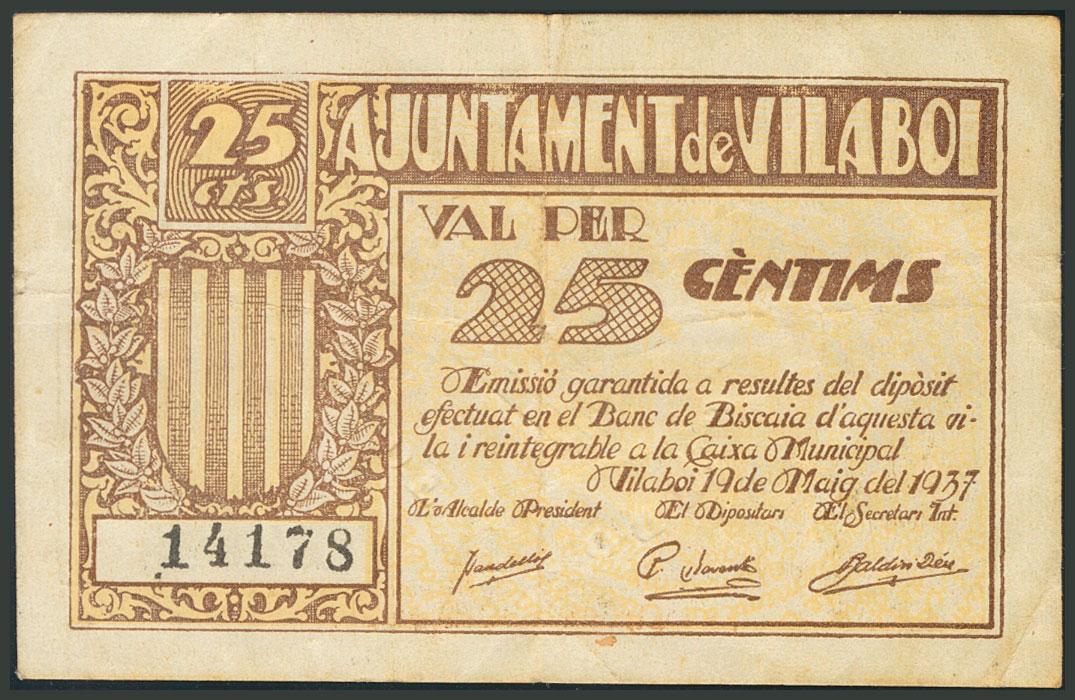 25
cts.
AJUNTAMENT de VILABOI
VAL PER
25 CÈNTIMS
Emissió garantida a resultes del dipòsit
efectuat en el Banc de Biscaia d'aquesta vi-
la i reintegrable a la Caixa Municipal
Vilaboi 19 de Maig del 1937
L'Alcalde President El Dipositari El Secretari Int.
Baldiri Déu
14178